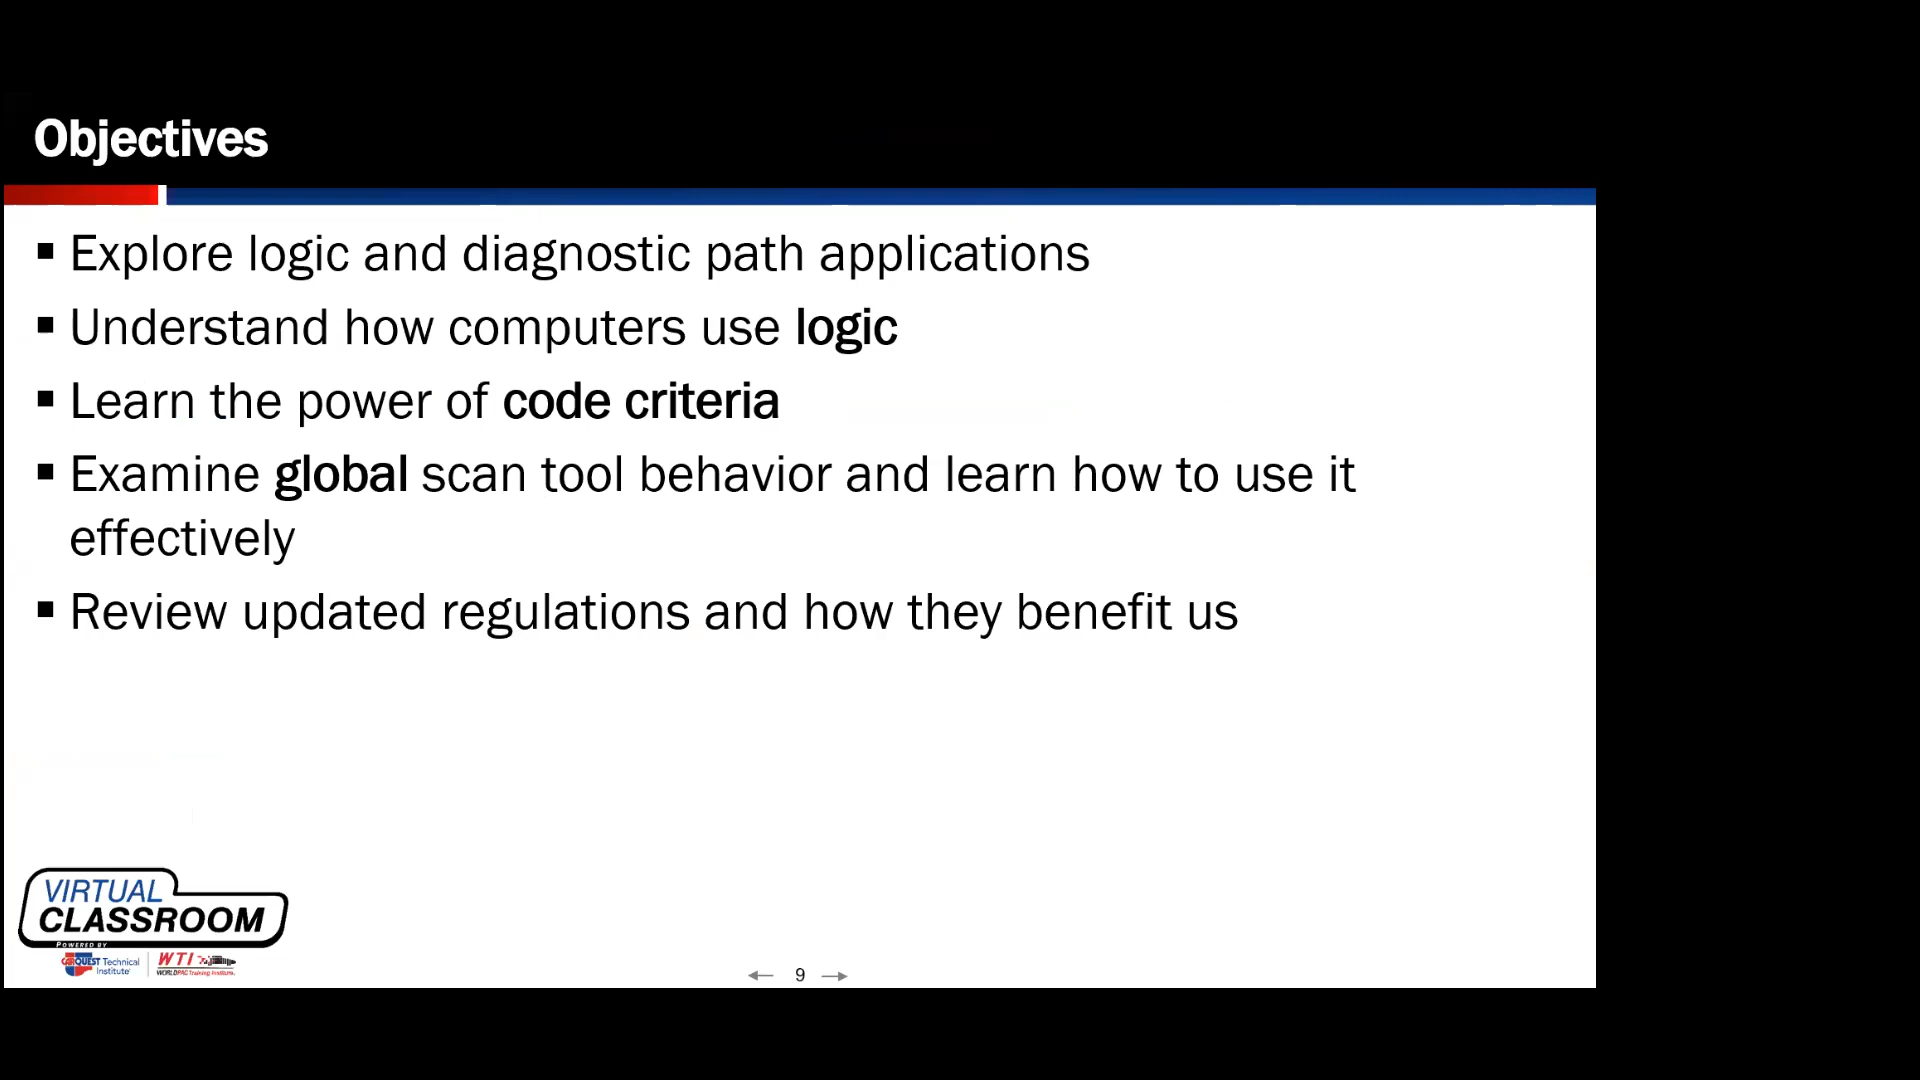 Objectives
▪ Explore logic and diagnostic path applications
▪ Understand how computers use logic
▪ Learn the power of code criteria
▪ Examine global scan tool behavior and learn how to use it
effectively
▪ Review updated regulations and how they benefit us
VIRTUAL
CLASSROOM
POWERED BY
CARQUEST Technical
Institute
WTI
WORLDPAC Training Institute
← 9 →